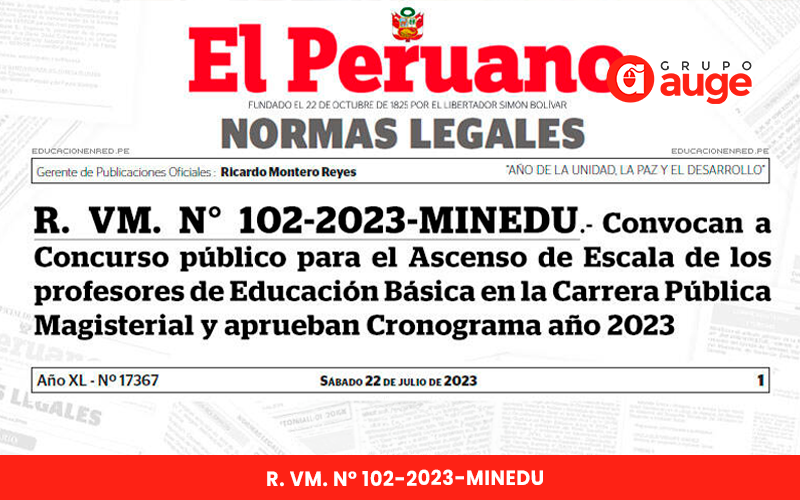 El Peruano
GRUPO
auge
FUNDADO EL 22 DE OCTUBRE DE 1825 POR EL LIBERTADOR SIMÓN BOLÍVAR
NORMAS LEGALES
EDUCACIONENRED.PE
EDUCACIONENRED.PE
Gerente de Publicaciones Oficiales : Ricardo Montero Reyes
"AÑO DE LA UNIDAD, LA PAZ Y EL DESARROLLO"
R. VM. N° 102-2023-MINEDU.- Convocan a
Concurso público para el Ascenso de Escala de los
profesores de Educación Básica en la Carrera Pública
Magisterial y aprueban Cronograma año 2023
Año XL - Nº 17367
SÁBADO 22 DE JULIO DE 2023
1
R. VM. N° 102-2023-MINEDU